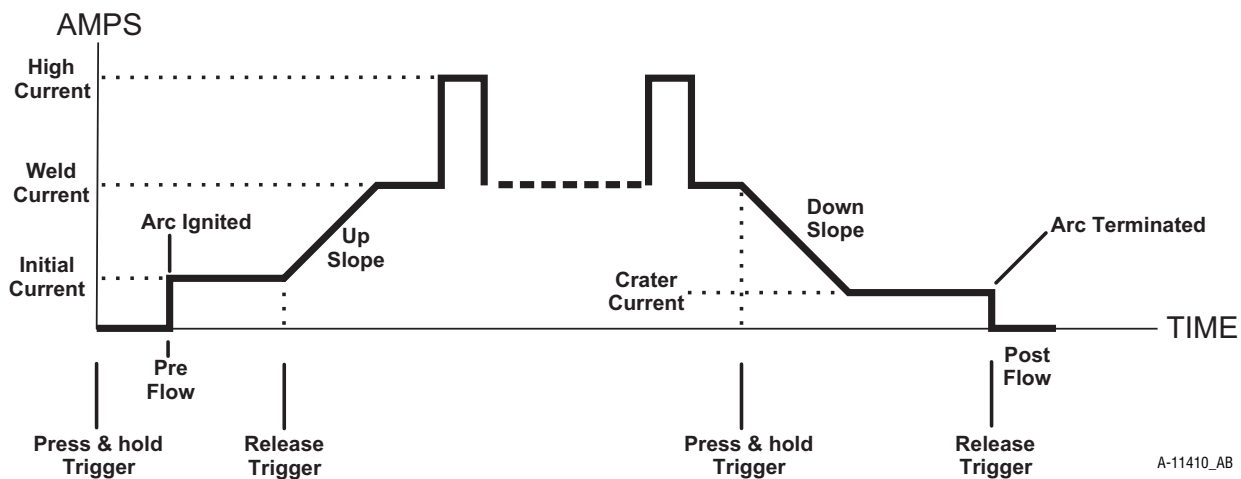 AMPS
High
Current
Weld
Current
Arc Ignited
Up
Slope
Down
Slope
Arc Terminated
Initial
Current
Crater
Current
TIME
Pre
Flow
Post
Flow
Press & hold
Trigger
Release
Trigger
Press & hold
Trigger
Release
Trigger
A-11410_AB